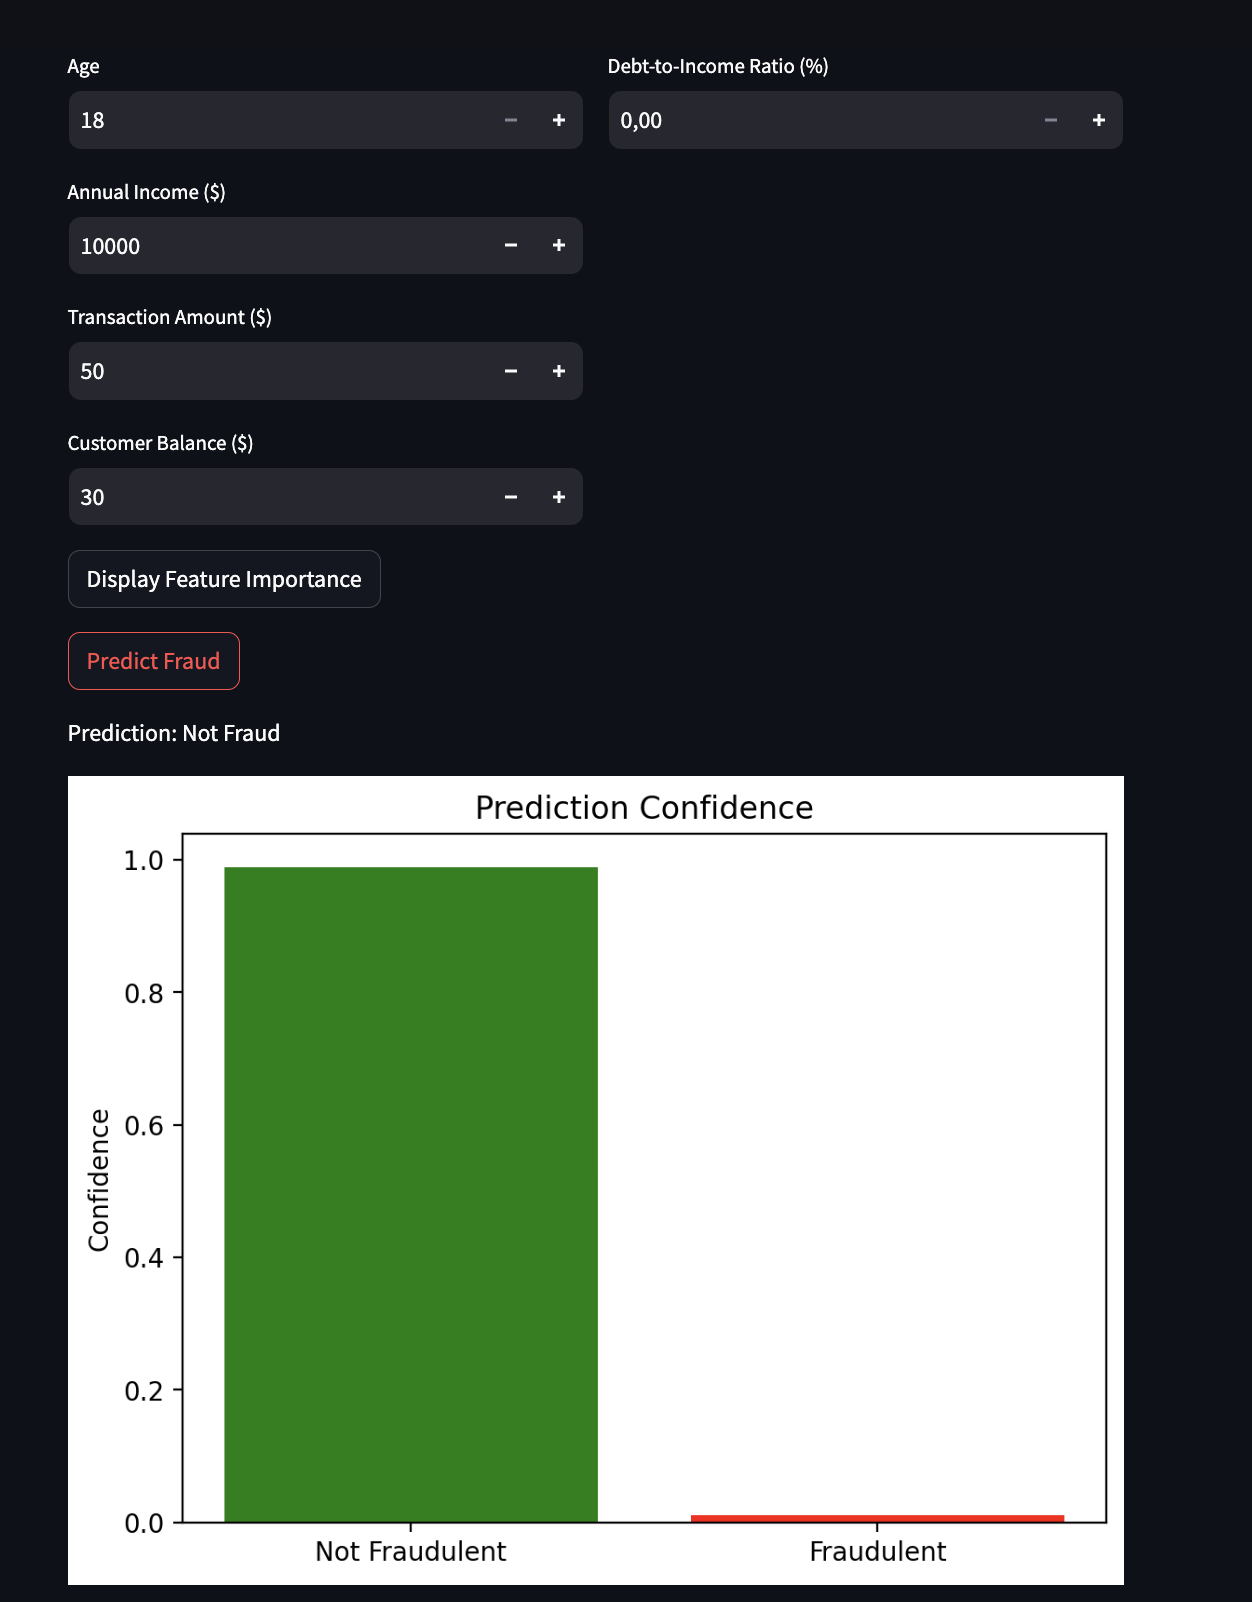 Age
18
Debt-to-Income Ratio (%)
0,00
Annual Income ($)
10000
Transaction Amount ($)
50
Customer Balance ($)
30
Display Feature Importance
Predict Fraud
Prediction: Not Fraud
Prediction Confidence
1.0
0.8
0.6
0.4
0.2
0.0
Confidence
Not Fraudulent
Fraudulent